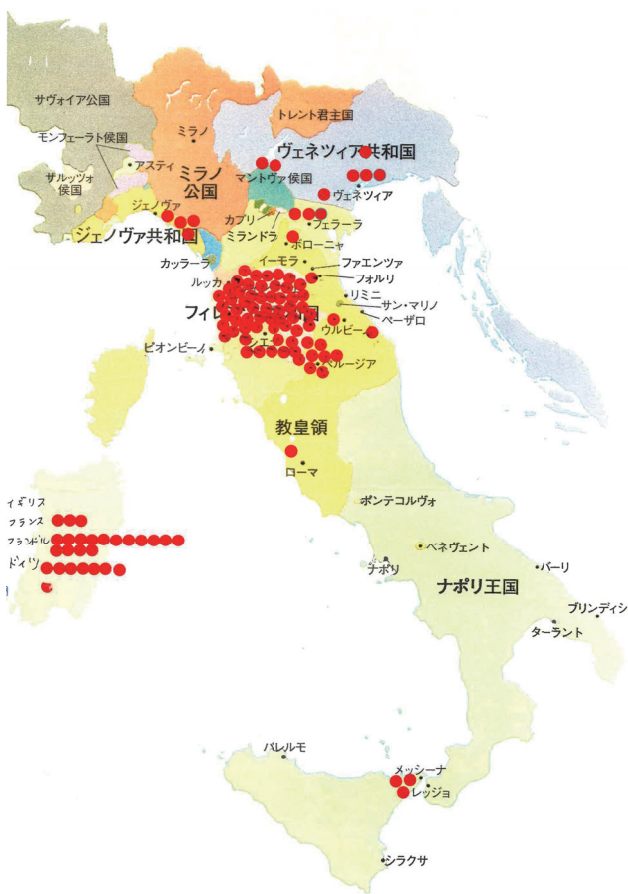 サヴォイア公国
トレント君主国
モンフェーラト侯国
ミラノ
ヴェネツィア共和国
アスティ
ザルッツォ
侯国
ミラノ
公国
マントヴァ侯国
ヴェネツィア
ジェノヴァ
カプリ
フェラーラ
ミランドラ
ジェノヴァ共和国
ボローニャ
カッラーラ
イーモラ
ファエンツァ
ルッカ
フォルリ
リミニ
サン・マリノ
ペーザロ
ウルビーノ
ピオンビーノ
ペルージア
教皇領
ローマ
イギリス
フランス
フランドル
ドイツ
ポンテコルヴォ
ベネヴェント
ナポリ
バーリ
ナポリ王国
ブリンディシ
ターラント
パレルモ
メッシーナ
レッジョ
シラクサ